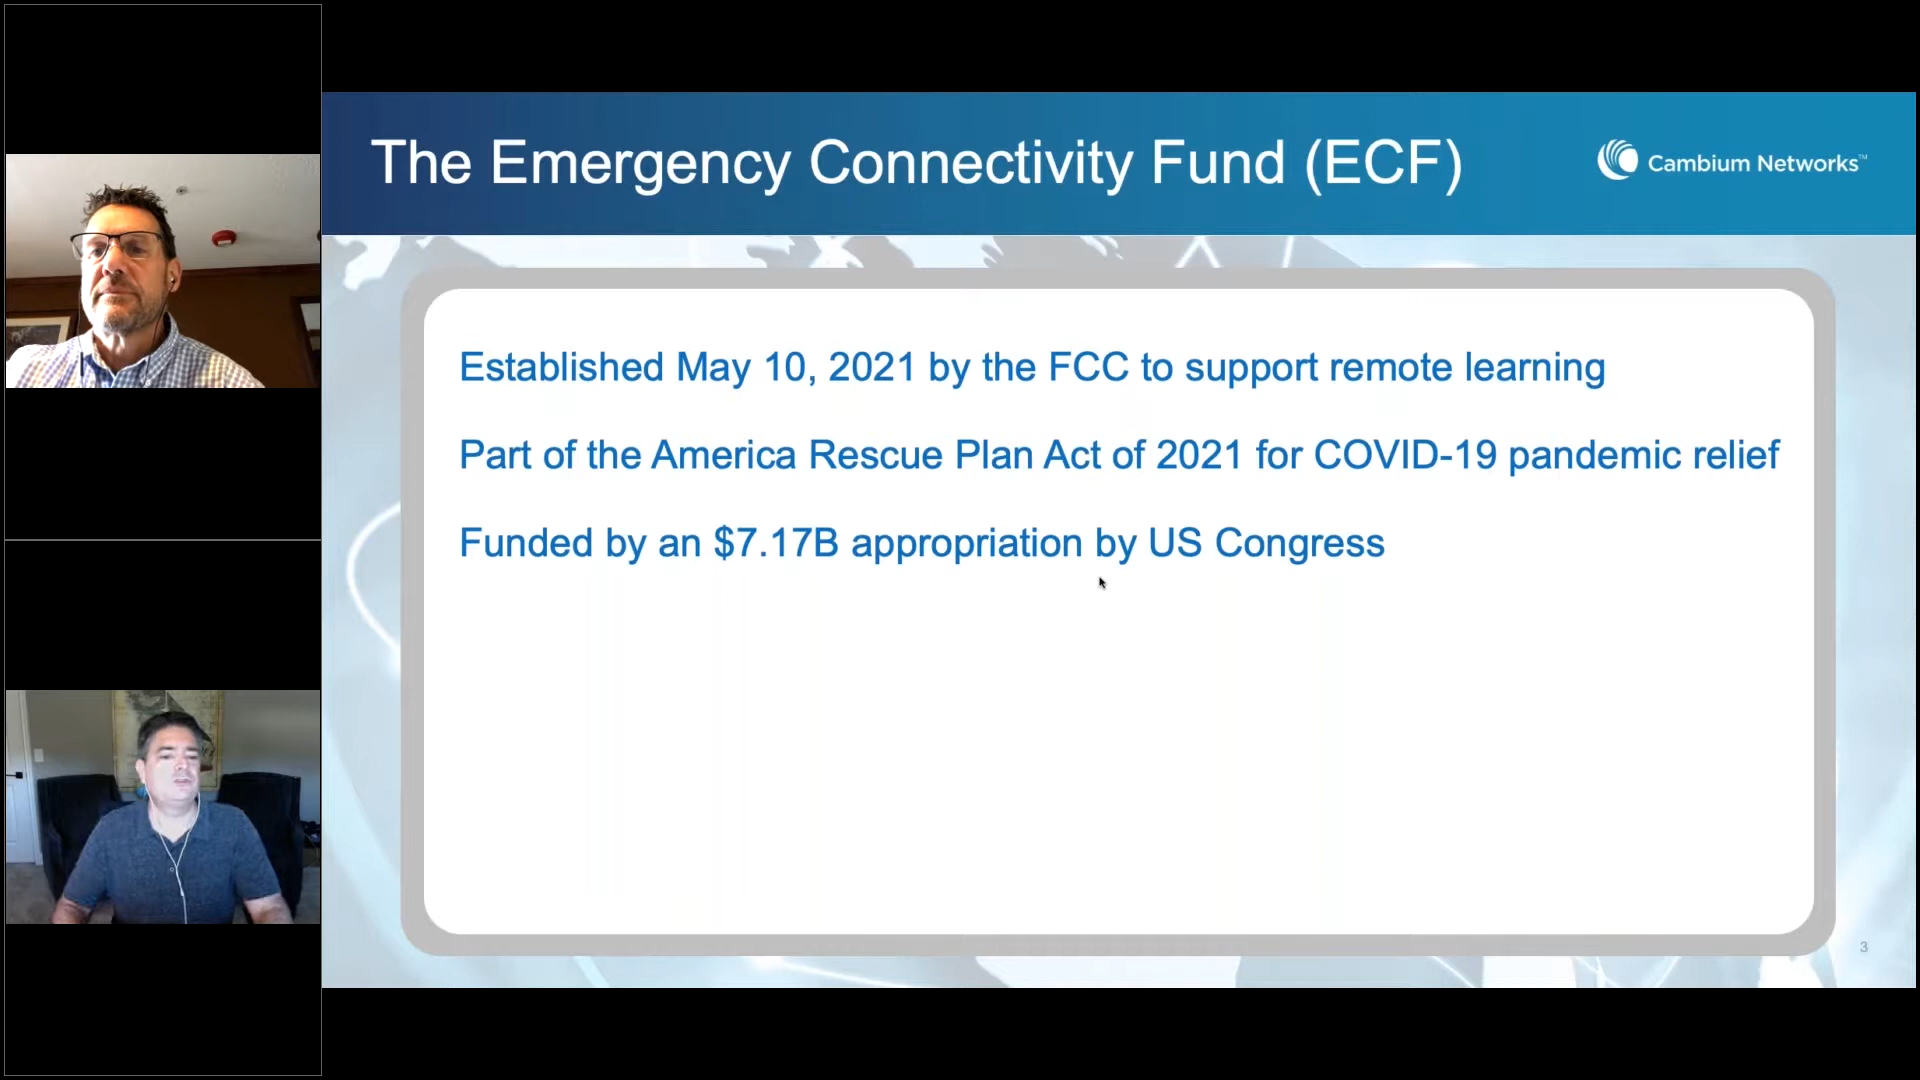 The Emergency Connectivity Fund (ECF)
Cambium Networks™
Established May 10, 2021 by the FCC to support remote learning
Part of the America Rescue Plan Act of 2021 for COVID-19 pandemic relief
Funded by an $7.17B appropriation by US Congress
3